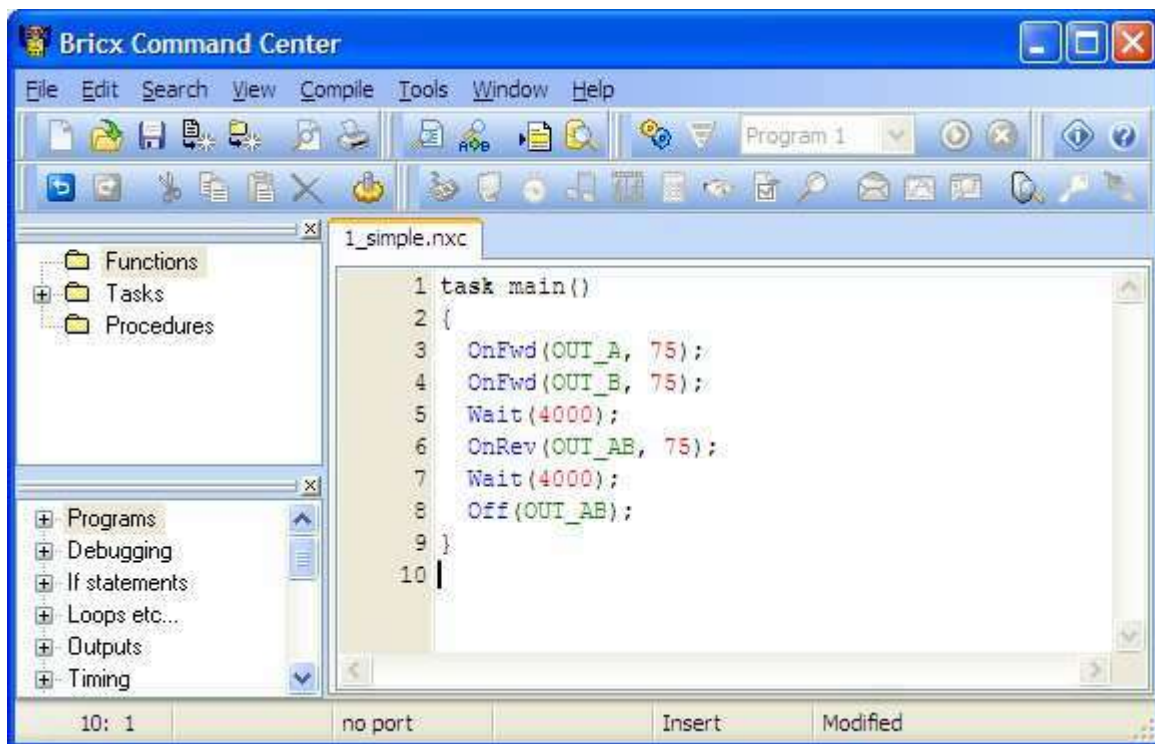 Bricx Command Center
File Edit Search View Compile Tools Window Help
Program 1
Functions
Tasks
Procedures
Programs
Debugging
If statements
Loops etc...
Outputs
Timing
1_simple.nxc
1 task main()
2 {
3 OnFwd(OUT_A, 75);
4 OnFwd(OUT_B, 75);
5 Wait(4000);
6 OnRev(OUT_AB, 75);
7 Wait(4000);
8 Off(OUT_AB);
9 }
10
10: 1 no port Insert Modified